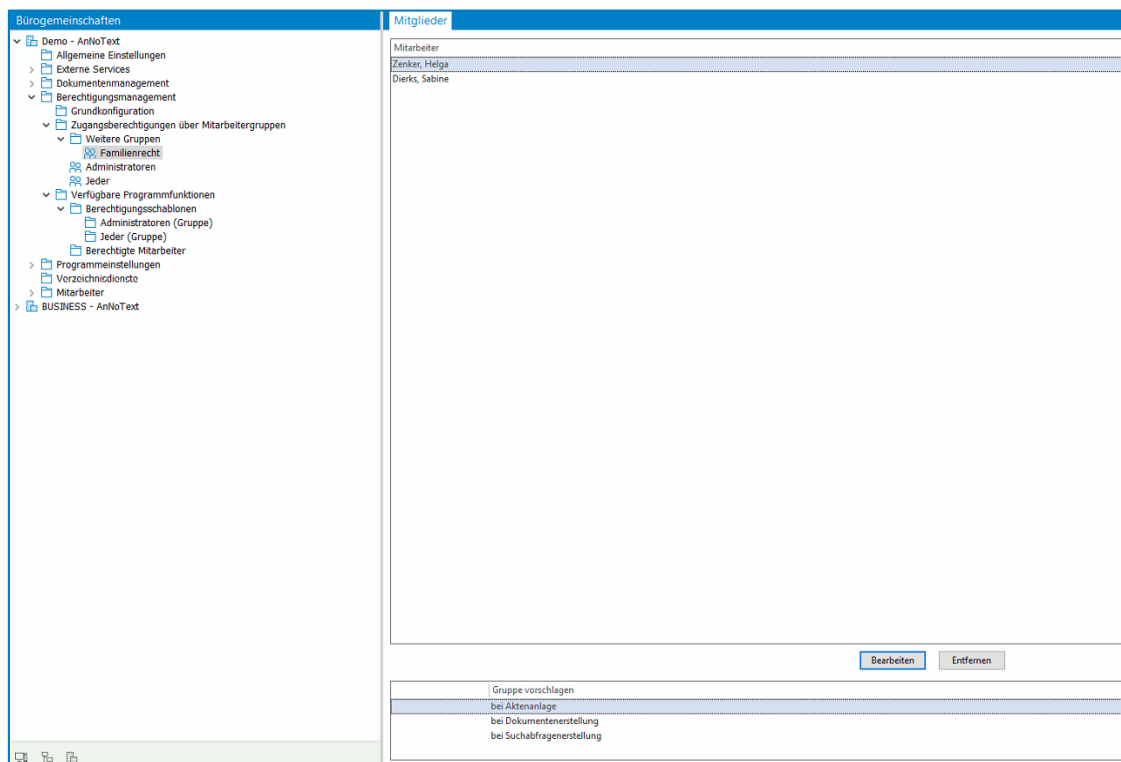 Bürogemeinschaften
Demo - AnNoText
Allgemeine Einstellungen
Externe Services
Dokumentenmanagement
Berechtigungsmanagement
Grundkonfiguration
Zugangsberechtigungen über Mitarbeitergruppen
Weitere Gruppen
Familienrecht
Administratoren
Jeder
Verfügbare Programmfunktionen
Berechtigungsschablonen
Administratoren (Gruppe)
Jeder (Gruppe)
Berechtigte Mitarbeiter
Programmeinstellungen
Verzeichnisdienste
Mitarbeiter
BUSINESS - AnNoText
Mitglieder
Mitarbeiter
Zenker, Helga
Dierks, Sabine
Bearbeiten Entfernen
Gruppe vorschlagen
bei Aktenanlage
bei Dokumentenerstellung
bei Suchabfragenerstellung